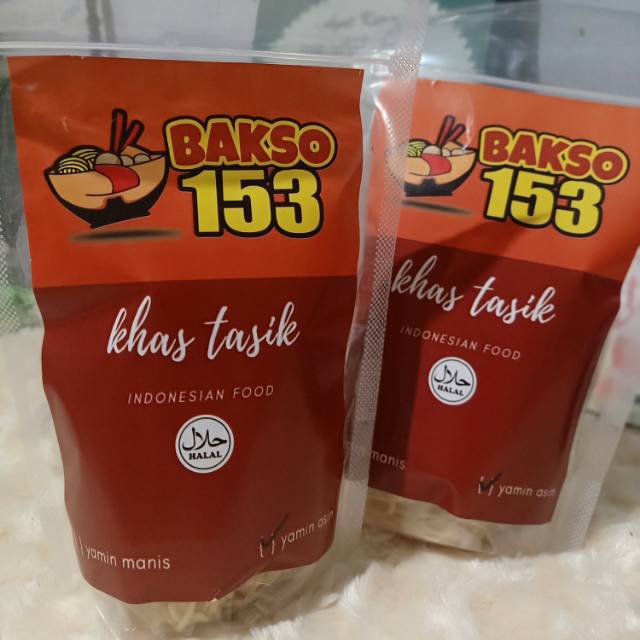 BAKSO
153
khas tasik
INDONESIAN FOOD
حلال
HALAL
yamin manis
yamin asin
BAKSO
153
khas tasik
INDONESIAN FOOD
حلال
HALAL
manis
yamin asin